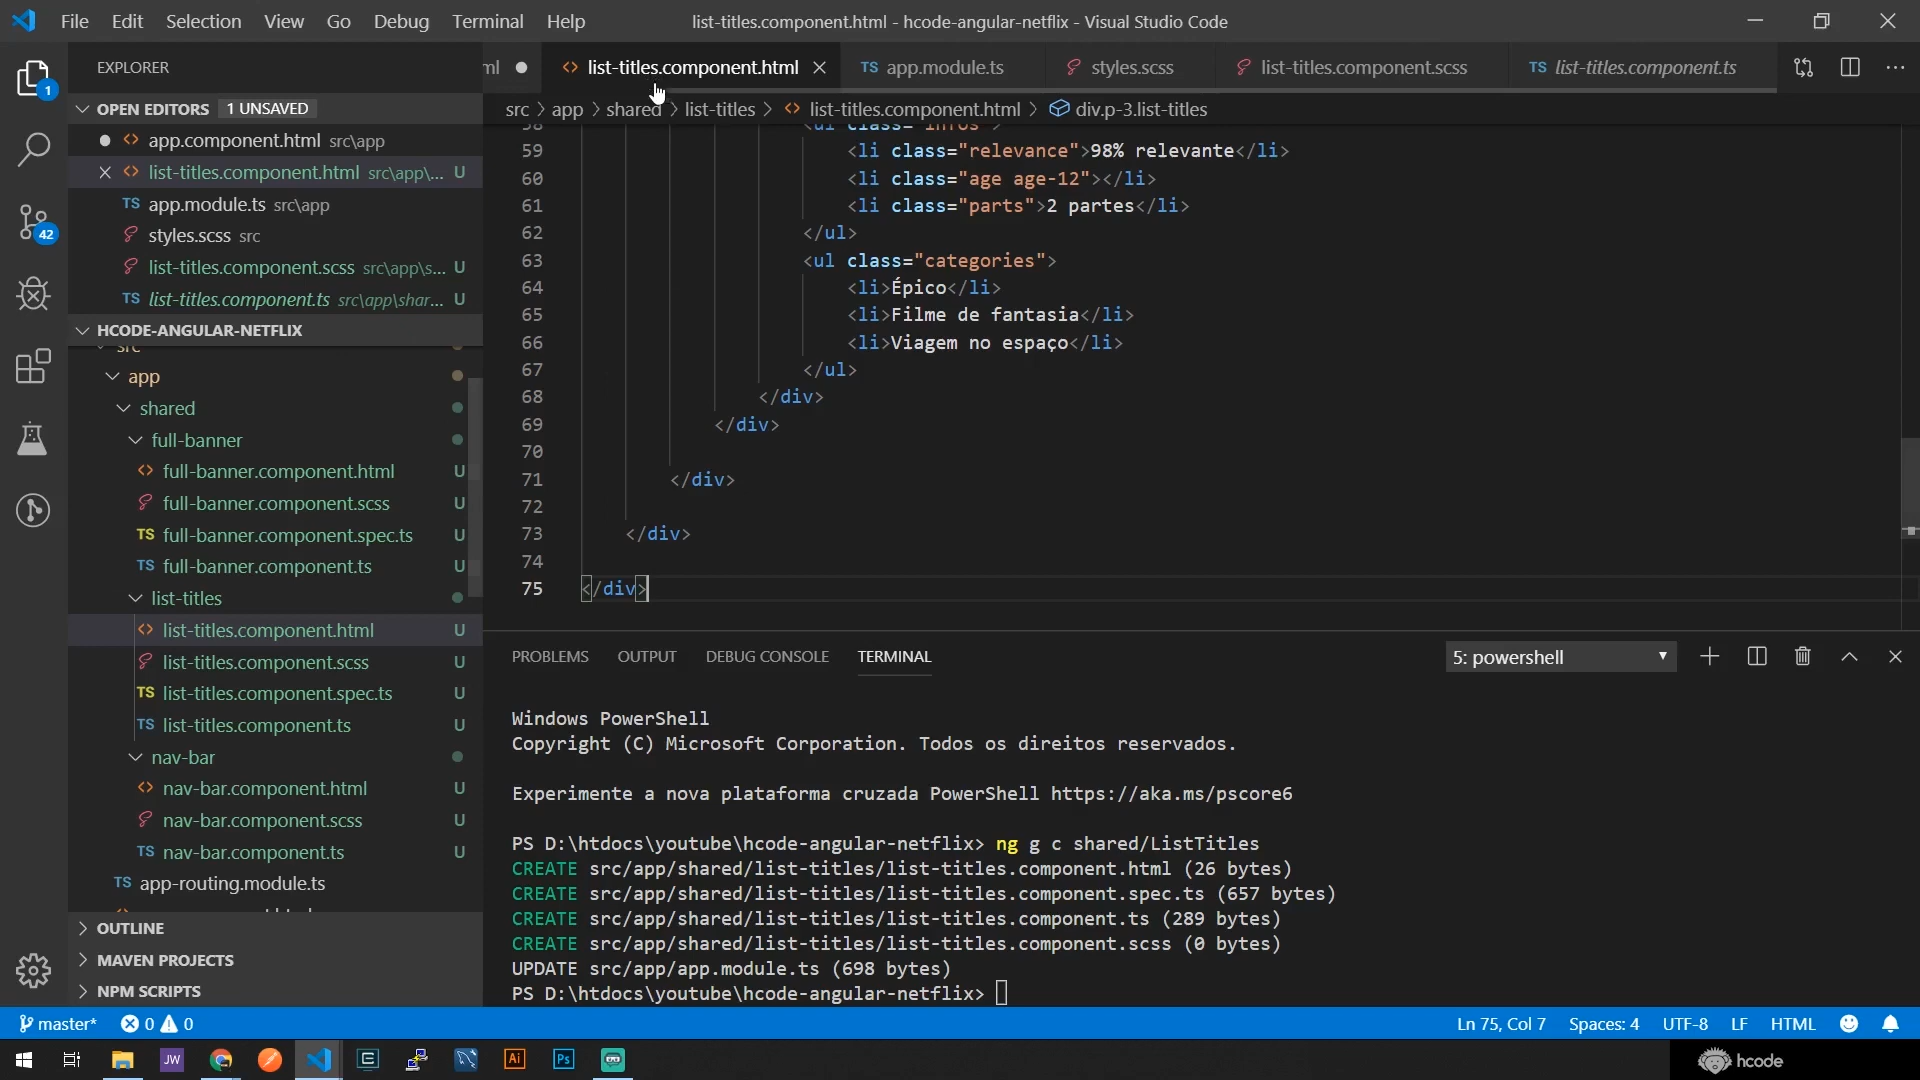 File Edit Selection View Go Debug Terminal Help
list-titles.component.html - hcode-angular-netflix - Visual Studio Code
EXPLORER
1
OPEN EDITORS 1 UNSAVED
app.component.html src\app
list-titles.component.html src\app\... U
TS app.module.ts src\app
styles.scss src
list-titles.component.scss src\app\s... U
TS list-titles.component.ts src\app\shar... U
42
HCODE-ANGULAR-NETFLIX
src
app
shared
full-banner
full-banner.component.html U
full-banner.component.scss U
TS full-banner.component.spec.ts U
TS full-banner.component.ts U
list-titles
list-titles.component.html U
list-titles.component.scss U
TS list-titles.component.spec.ts U
TS list-titles.component.ts U
nav-bar
nav-bar.component.html U
nav-bar.component.scss U
TS nav-bar.component.ts U
TS app-routing.module.ts
OUTLINE
MAVEN PROJECTS
NPM SCRIPTS
ml list-titles.component.html TS app.module.ts styles.scss list-titles.component.scss TS list-titles.component.ts
src > app > shared > list-titles > list-titles.component.html > div.p-3.list-titles
58 <ul class="infos">
59 <li class="relevance">98% relevante</li>
60 <li class="age age-12"></li>
61 <li class="parts">2 partes</li>
62 </ul>
63 <ul class="categories">
64 <li>Épico</li>
65 <li>Filme de fantasia</li>
66 <li>Viagem no espaço</li>
67 </ul>
68 </div>
69 </div>
70
71 </div>
72
73 </div>
74
75 </div>
PROBLEMS OUTPUT DEBUG CONSOLE TERMINAL 5: powershell
Windows PowerShell
Copyright (C) Microsoft Corporation. Todos os direitos reservados.
Experimente a nova plataforma cruzada PowerShell https://aka.ms/pscore6
PS D:\htdocs\youtube\hcode-angular-netflix> ng g c shared/ListTitles
CREATE src/app/shared/list-titles/list-titles.component.html (26 bytes)
CREATE src/app/shared/list-titles/list-titles.component.spec.ts (657 bytes)
CREATE src/app/shared/list-titles/list-titles.component.ts (289 bytes)
CREATE src/app/shared/list-titles/list-titles.component.scss (0 bytes)
UPDATE src/app/app.module.ts (698 bytes)
PS D:\htdocs\youtube\hcode-angular-netflix>
master* 0 0 Ln 75, Col 7 Spaces: 4 UTF-8 LF HTML
JW Ai Ps hcode